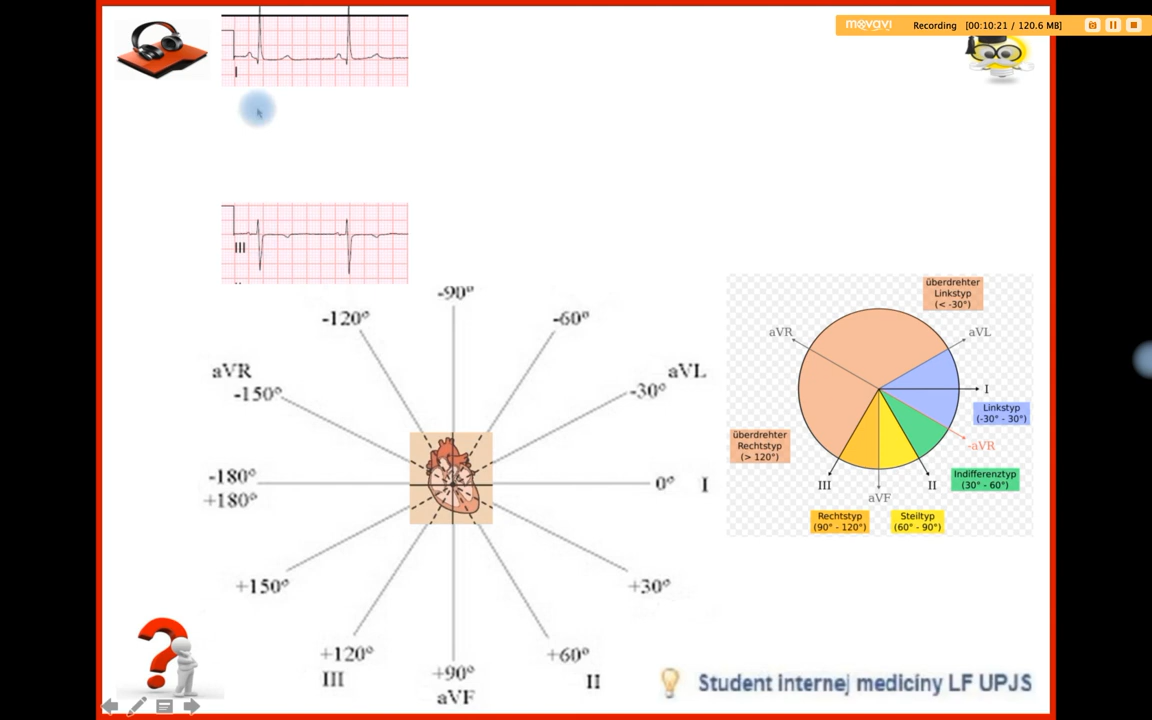 movavi Recording [00:10:21 / 120.6 MB]
I
III
-90°
-120°
-60°
aVR
aVL
-150°
-30°
-180°
+180°
0° I
+150°
+30°
+120°
III
+90°
aVF
+60°
II
überdrehter
Linkstyp
(< -30°)
aVR
aVL
I
Linkstyp
(-30° - 30°)
überdrehter
Rechtstyp
(> 120°)
-aVR
Indifferenztyp
(30° - 60°)
III
II
aVF
Rechtstyp
(90° - 120°)
Steiltyp
(60° - 90°)
Student internej medicíny LF UPJS